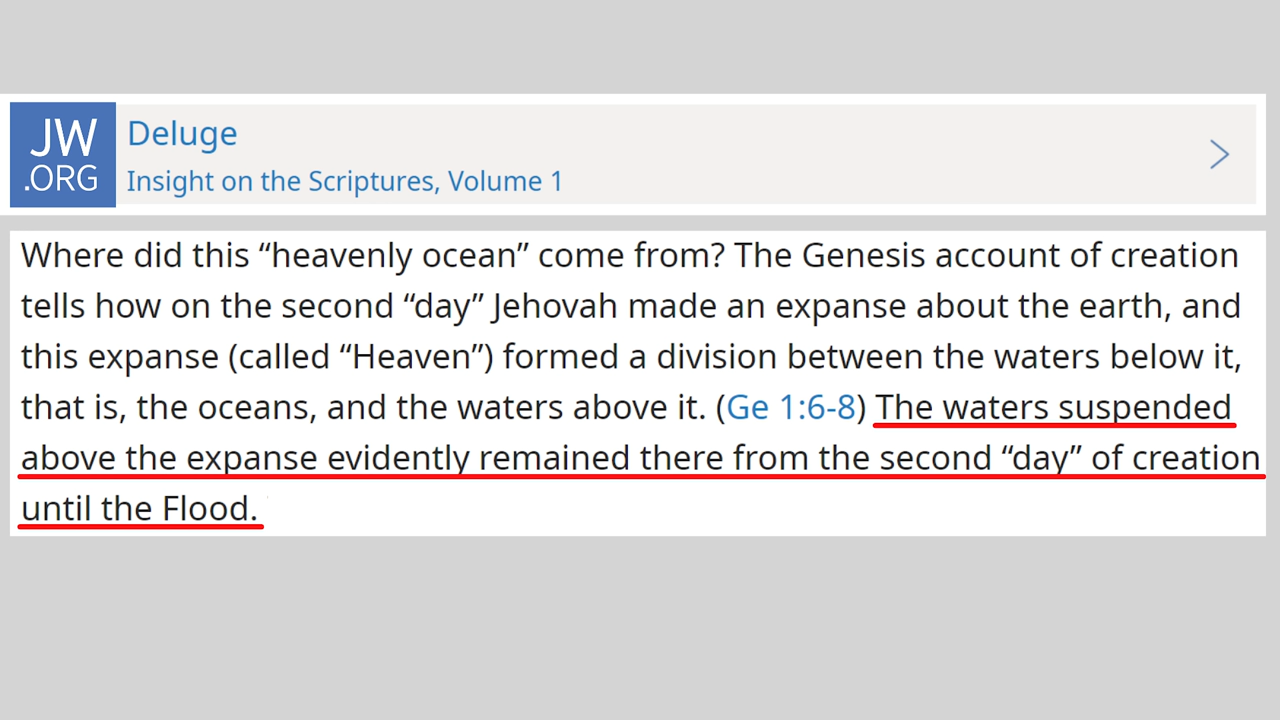 JW
.ORG
Deluge
Insight on the Scriptures, Volume 1
Where did this “heavenly ocean” come from? The Genesis account of creation
tells how on the second “day” Jehovah made an expanse about the earth, and
this expanse (called “Heaven”) formed a division between the waters below it,
that is, the oceans, and the waters above it. (Ge 1:6-8) The waters suspended
above the expanse evidently remained there from the second “day” of creation
until the Flood.